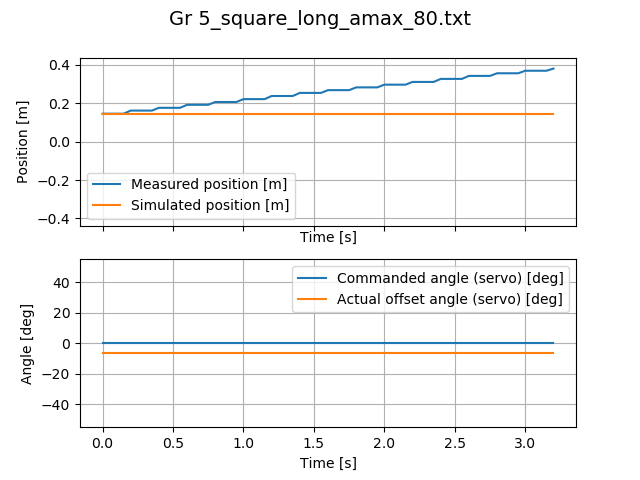 Gr 5_square_long_amax_80.txt
Position [m]
0.4
0.2
0.0
−0.2
−0.4
Measured position [m]
Simulated position [m]
Time [s]
Angle [deg]
40
20
0
−20
−40
Commanded angle (servo) [deg]
Actual offset angle (servo) [deg]
0.0 0.5 1.0 1.5 2.0 2.5 3.0
Time [s]